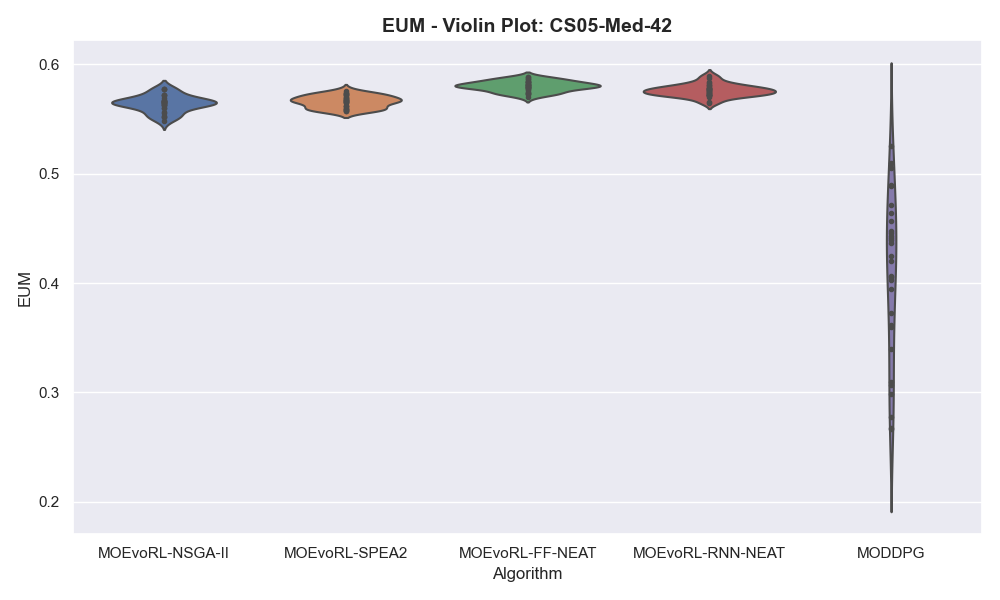 EUM - Violin Plot: CS05-Med-42
EUM
0.6
0.5
0.4
0.3
0.2
MOEvoRL-NSGA-II MOEvoRL-SPEA2 MOEvoRL-FF-NEAT MOEvoRL-RNN-NEAT MODDPG
Algorithm